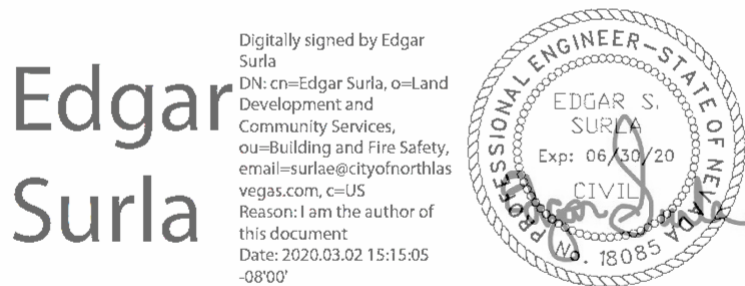 Edgar
Surla
Digitally signed by Edgar
Surla
DN: cn=Edgar Surla, o=Land
Development and
Community Services,
ou=Building and Fire Safety,
email=surlae@cityofnorthlas
vegas.com, c=US
Reason: I am the author of
this document
Date: 2020.03.02 15:15:05
-08'00'
PROFESSIONAL ENGINEER-STATE OF NEVADA
EDGAR S.
SURLA
Exp: 06/30/20
CIVIL
No. 18085